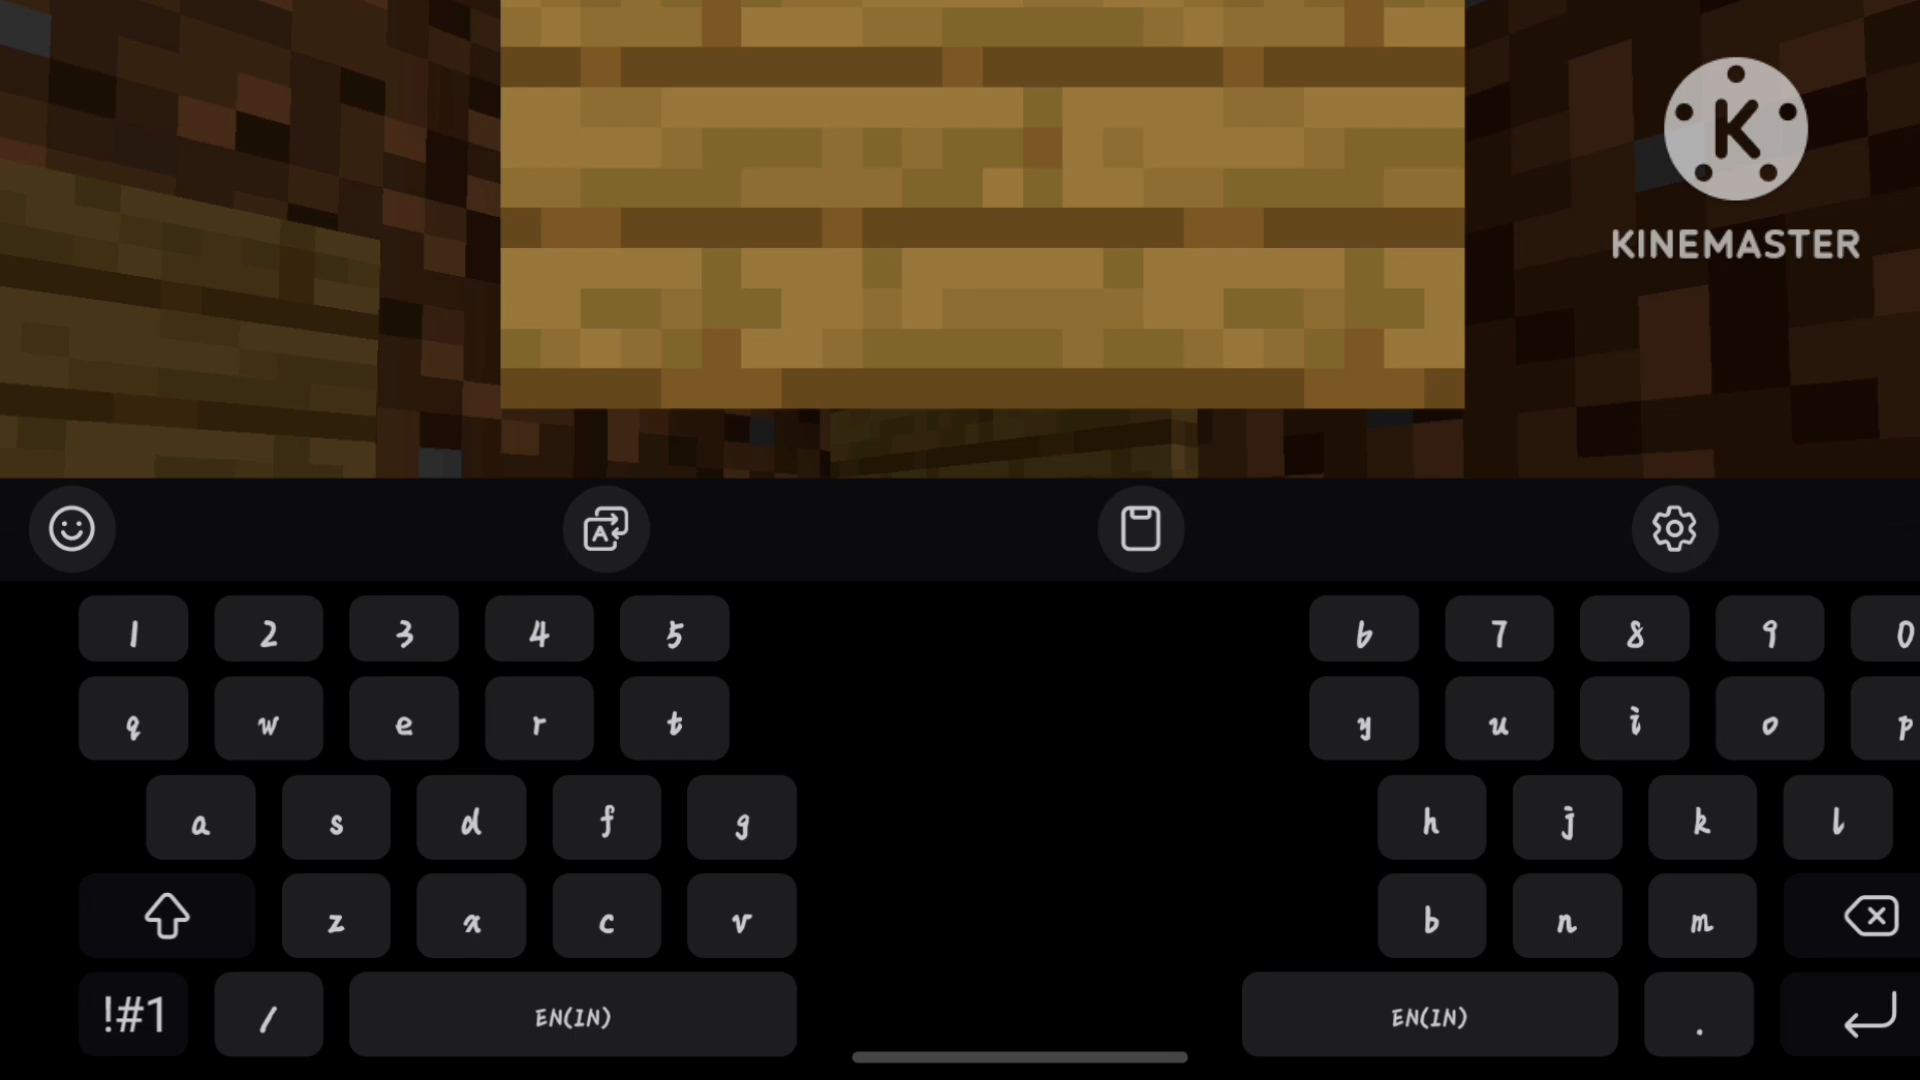 K
KINEMASTER
1 2 3 4 5 6 7 8 9 0
q w e r t y u i o p
a s d f g h j k l
z x c v b n m
!#1 / EN(IN) EN(IN) .